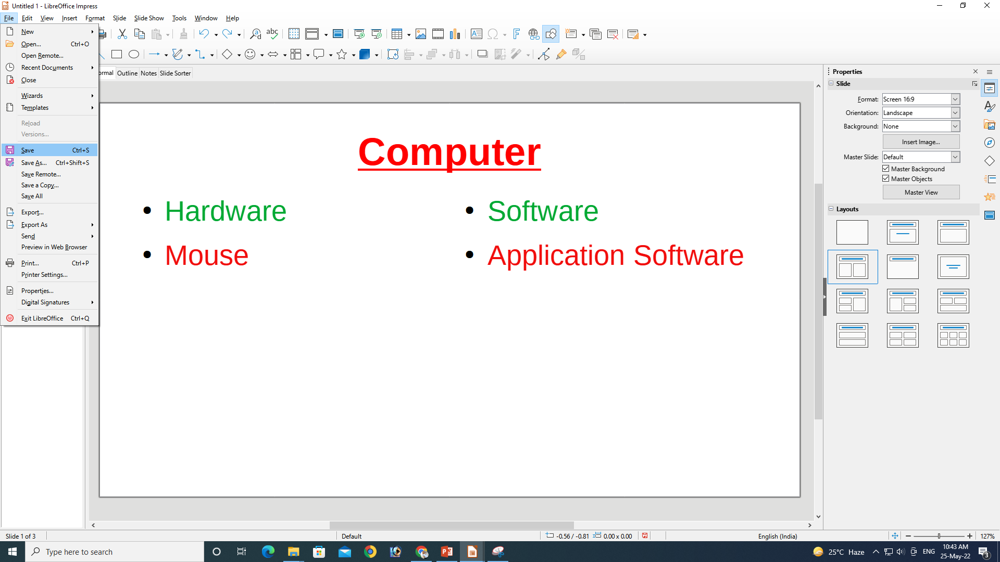 Untitled 1 - LibreOffice Impress
File Edit View Insert Format Slide Slide Show Tools Window Help
New
Open... Ctrl+O
Open Remote...
Recent Documents
Close
Wizards
Templates
Reload
Versions...
Save Ctrl+S
Save As... Ctrl+Shift+S
Save Remote...
Save a Copy...
Save All
Export...
Export As
Send
Preview in Web Browser
Print... Ctrl+P
Printer Settings...
Properties...
Digital Signatures
Exit LibreOffice Ctrl+Q
ormal Outline Notes Slide Sorter
Computer
• Hardware
• Mouse
• Software
• Application Software
Properties
Slide
Format: Screen 16:9
Orientation: Landscape
Background: None
Insert Image...
Master Slide: Default
Master Background
Master Objects
Master View
Layouts
Slide 1 of 3 Default -0.56 / -0.81 0.00 x 0.00 English (India) 127%
Type here to search
25°C Haze ENG 10:43 AM
25-May-22 3